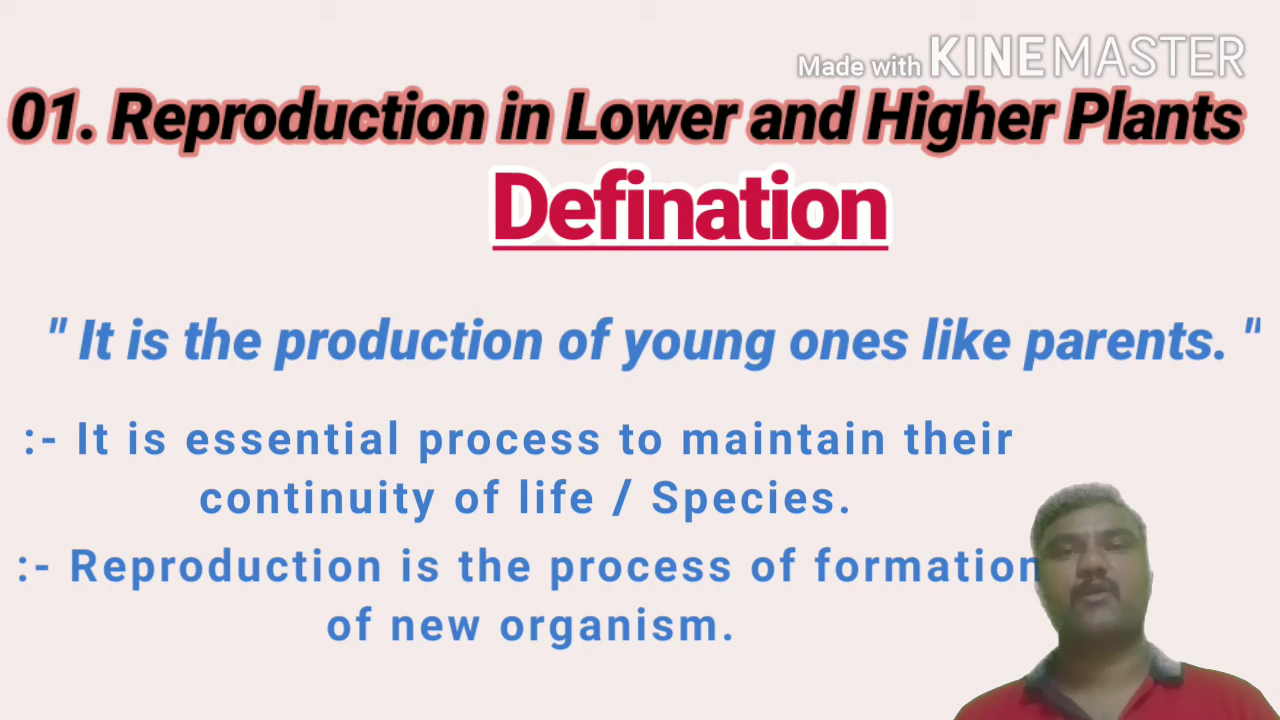 Made with KINEMASTER
01. Reproduction in Lower and Higher Plants
Defination
" It is the production of young ones like parents. "
:- It is essential process to maintain their
continuity of life / Species.
:- Reproduction is the process of formation
of new organism.